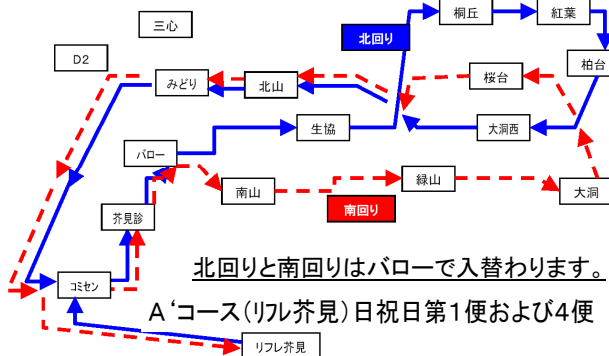 桐丘
紅葉
三心
北回り
D2
柏台
みどり
北山
桜台
生協
大洞西
バロー
南山
緑山
大洞
南回り
芥見診
北回りと南回りはバローで入替わります。
コミセン
A‘コース(リフレ芥見)日祝日第1便および4便
リフレ芥見